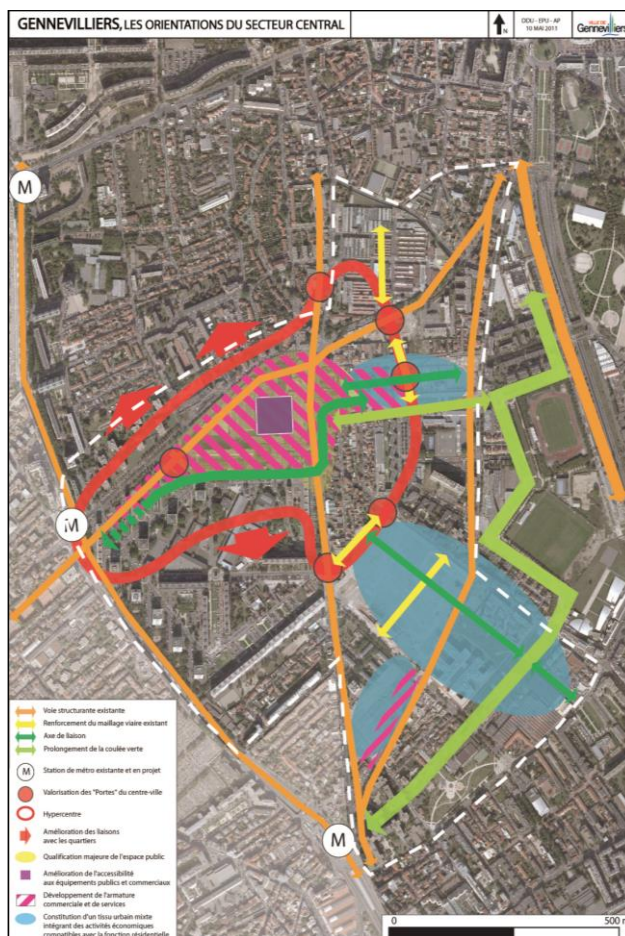 GENNEVILLIERS, LES ORIENTATIONS DU SECTEUR CENTRAL
N
DDU - EPU - AP
10 MAI 2011
VILLE DE
Gennevilliers
M
M
M
Voie structurante existante
Renforcement du maillage viaire existant
Axe de liaison
Prolongement de la coulée verte
M
Station de métro existante et en projet
Valorisation des "Portes" du centre-ville
Hypercentre
Amélioration des liaisons
avec les quartiers
Qualification majeure de l'espace public
Amélioration de l'accessibilité
aux équipements publics et commerciaux
Développement de l'armature
commerciale et de services
Constitution d'un tissu urbain mixte
intégrant des activités économiques
compatibles avec la fonction résidentielle
0
500 m